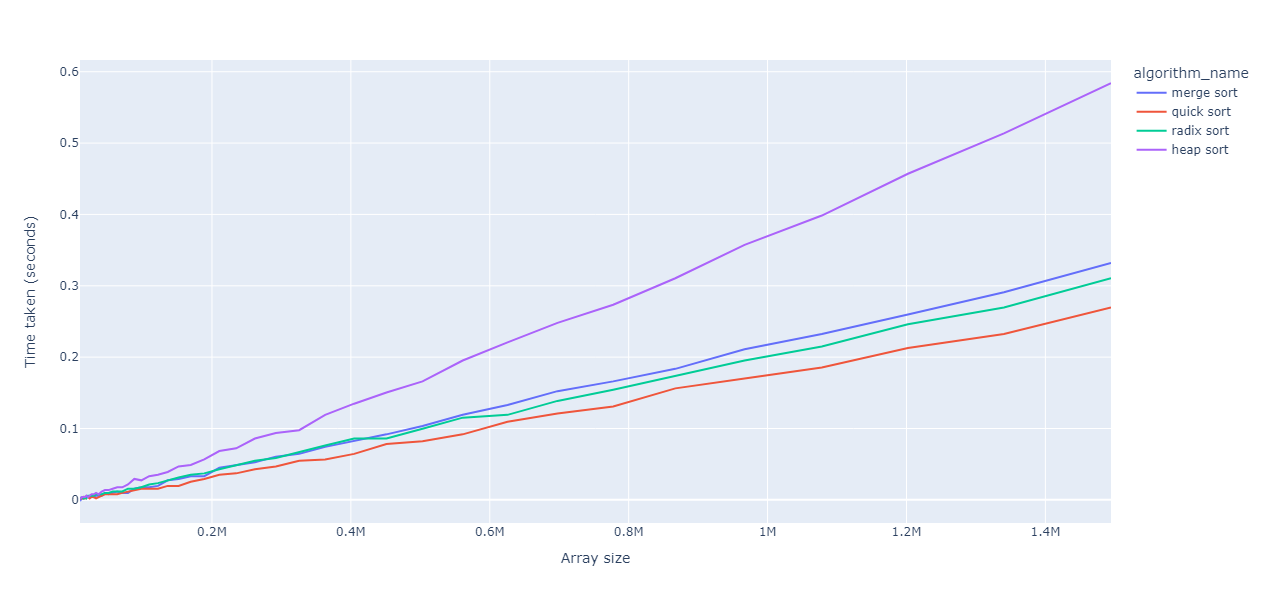 algorithm_name
merge sort
quick sort
radix sort
heap sort
Time taken (seconds)
0.6
0.5
0.4
0.3
0.2
0.1
0
0.2M
0.4M
0.6M
0.8M
1M
1.2M
1.4M
Array size